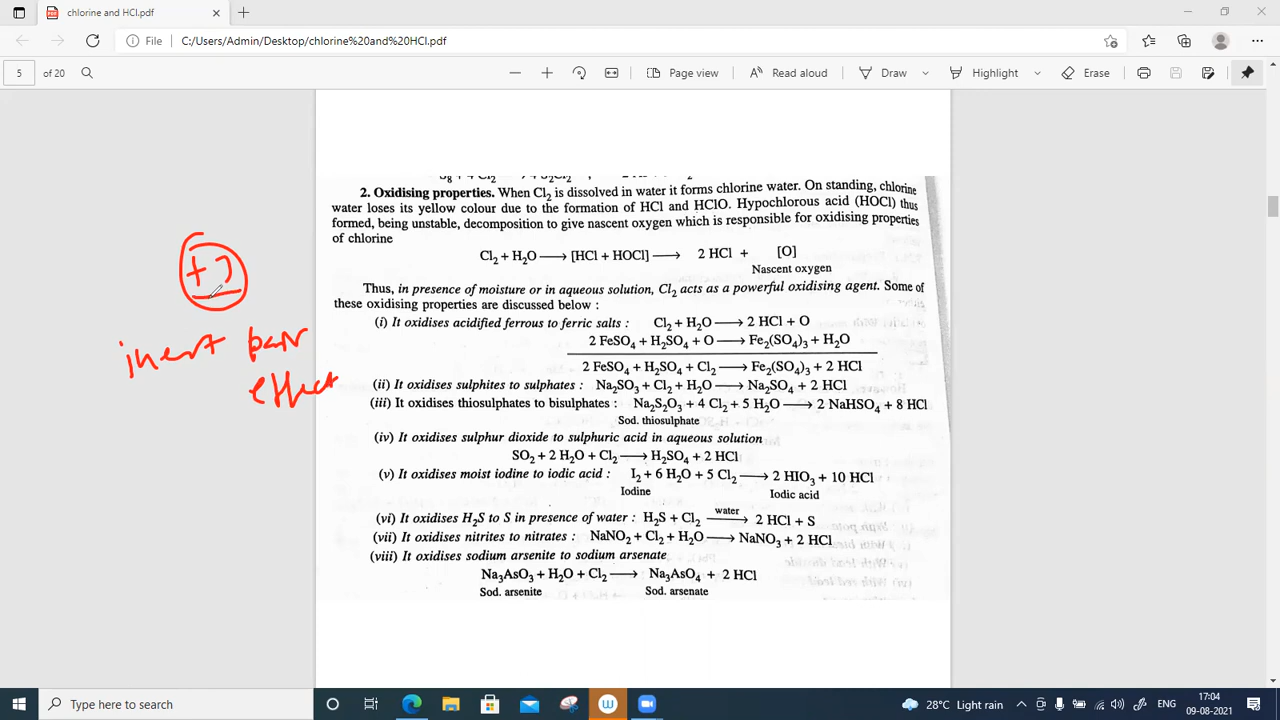 chlorine and HCl.pdf
File
C:/Users/Admin/Desktop/chlorine%20and%20HCl.pdf
5 of 20
Page view
Read aloud
Draw
Highlight
Erase
2. Oxidising properties. When Cl₂ is dissolved in water it forms chlorine water. On standing, chlorine
water loses its yellow colour due to the formation of HCl and HClO. Hypochlorous acid (HOCl) thus
formed, being unstable, decomposition to give nascent oxygen which is responsible for oxidising properties
of chlorine
Cl₂ + H₂O ⟶ [HCl + HOCl] ⟶ 2 HCl + [O]
Nascent oxygen
Thus, in presence of moisture or in aqueous solution, Cl₂ acts as a powerful oxidising agent. Some of
these oxidising properties are discussed below :
(i) It oxidises acidified ferrous to ferric salts : Cl₂ + H₂O ⟶ 2 HCl + O
2 FeSO₄ + H₂SO₄ + O ⟶ Fe₂(SO₄)₃ + H₂O
2 FeSO₄ + H₂SO₄ + Cl₂ ⟶ Fe₂(SO₄)₃ + 2 HCl
(ii) It oxidises sulphites to sulphates : Na₂SO₃ + Cl₂ + H₂O ⟶ Na₂SO₄ + 2 HCl
(iii) It oxidises thiosulphates to bisulphates : Na₂S₂O₃ + 4 Cl₂ + 5 H₂O ⟶ 2 NaHSO₄ + 8 HCl
Sod. thiosulphate
(iv) It oxidises sulphur dioxide to sulphuric acid in aqueous solution
SO₂ + 2 H₂O + Cl₂ ⟶ H₂SO₄ + 2 HCl
(v) It oxidises moist iodine to iodic acid : I₂ + 6 H₂O + 5 Cl₂ ⟶ 2 HIO₃ + 10 HCl
Iodine Iodic acid
(vi) It oxidises H₂S to S in presence of water : H₂S + Cl₂ ⟶ 2 HCl + S
water
(vii) It oxidises nitrites to nitrates : NaNO₂ + Cl₂ + H₂O ⟶ NaNO₃ + 2 HCl
(viii) It oxidises sodium arsenite to sodium arsenate
Na₃AsO₃ + H₂O + Cl₂ ⟶ Na₃AsO₄ + 2 HCl
Sod. arsenite Sod. arsenate
inert pair
effect
Type here to search
28°C Light rain
ENG
17:04
09-08-2021